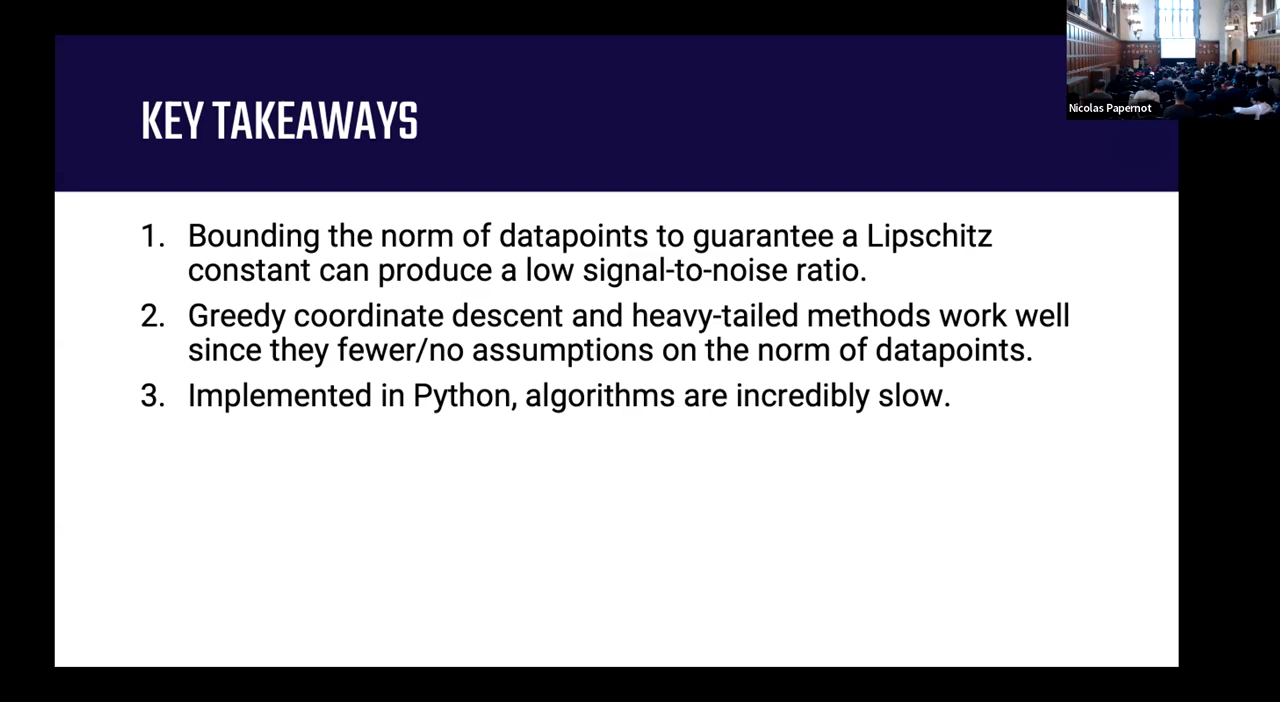 KEY TAKEAWAYS
Nicolas Papernot
1. Bounding the norm of datapoints to guarantee a Lipschitz
constant can produce a low signal-to-noise ratio.
2. Greedy coordinate descent and heavy-tailed methods work well
since they fewer/no assumptions on the norm of datapoints.
3. Implemented in Python, algorithms are incredibly slow.